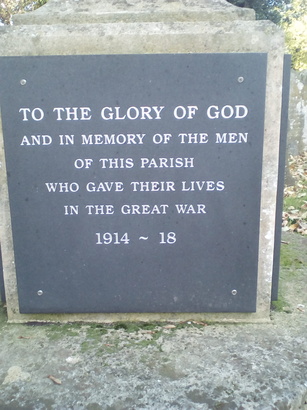 TO THE GLORY OF GOD
AND IN MEMORY OF THE MEN
OF THIS PARISH
WHO GAVE THEIR LIVES
IN THE GREAT WAR
1914 ~ 18